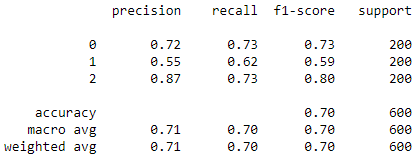 precision recall f1-score support
0 0.72 0.73 0.73 200
1 0.55 0.62 0.59 200
2 0.87 0.73 0.80 200
accuracy 0.70 600
macro avg 0.71 0.70 0.70 600
weighted avg 0.71 0.70 0.70 600